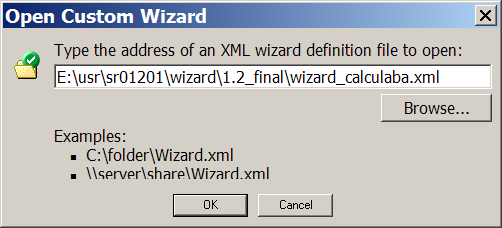 Open Custom Wizard
Type the address of an XML wizard definition file to open:
E:\usr\sr01201\wizard\1.2_final\wizard_calculaba.xml
Browse...
Examples:
C:\folder\Wizard.xml
\\server\share\Wizard.xml
OK
Cancel